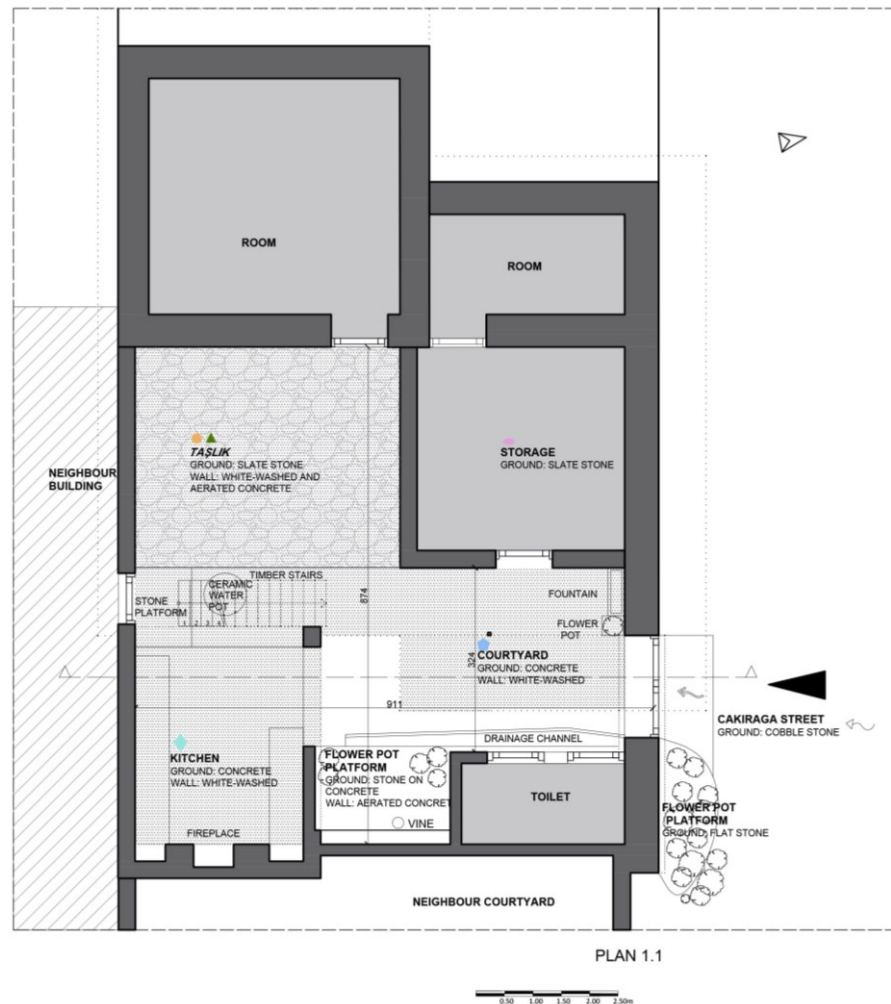 ROOM
ROOM
NEIGHBOUR
BUILDING
TAŞLIK
GROUND: SLATE STONE
WALL: WHITE-WASHED AND
AERATED CONCRETE
STORAGE
GROUND: SLATE STONE
TIMBER STAIRS
CERAMIC
WATER
POT
STONE
PLATFORM
1 2 3 4
874
FOUNTAIN
FLOWER
POT
COURTYARD
GROUND: CONCRETE
WALL: WHITE-WASHED
324
911
CAKIRAGA STREET
GROUND: COBBLE STONE
DRAINAGE CHANNEL
KITCHEN
GROUND: CONCRETE
WALL: WHITE-WASHED
FLOWER POT
PLATFORM
GROUND: STONE ON
CONCRETE
WALL: AERATED CONCRET
VINE
TOILET
FLOWER POT
PLATFORM
GROUND: FLAT STONE
FIREPLACE
NEIGHBOUR COURTYARD
PLAN 1.1
0.50 1.00 1.50 2.00 2.50m